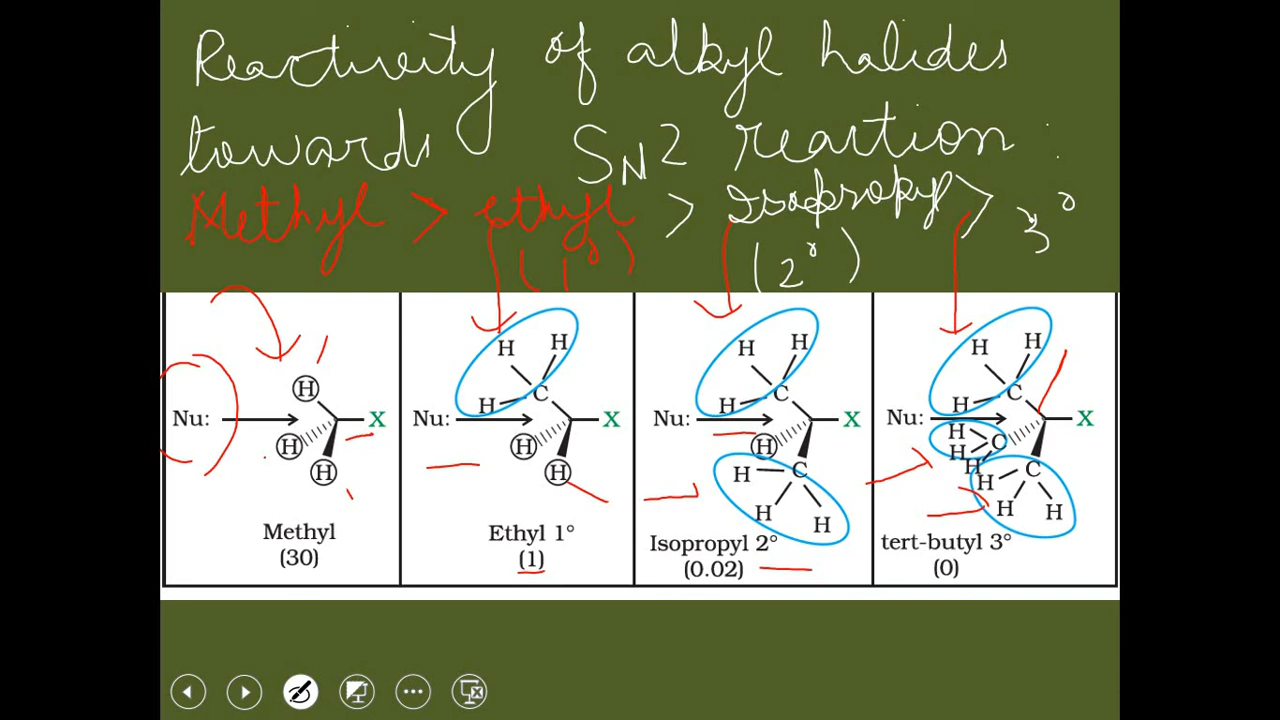 Reactivity of alkyl halides
towards SN2 reaction
Methyl > ethyl > Isopropyl > 3°
(1°) (2°)
H H H H H H
H C H C H C
H
Nu: X Nu: X Nu: X Nu: X
H H H H H C
H H H C H H C
H H H H
Methyl Ethyl 1° Isopropyl 2° tert-butyl 3°
(30) (1) (0.02) (0)